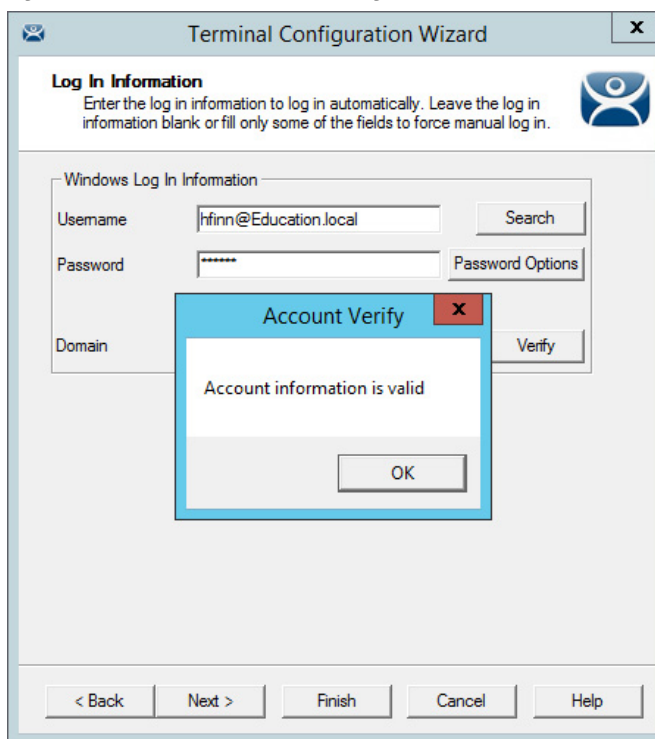 Terminal Configuration Wizard
x
Log In Information
Enter the log in information to log in automatically. Leave the log in
information blank or fill only some of the fields to force manual log in.
Windows Log In Information
Username
hfinn@Education.local
Search
Password
******
Password Options
Account Verify
x
Domain
Verify
Account information is valid
OK
< Back
Next >
Finish
Cancel
Help